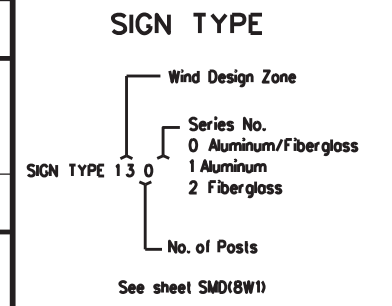 SIGN TYPE
Wind Design Zone
Series No.
0 Aluminum/Fiberglass
1 Aluminum
2 Fiberglass
SIGN TYPE 1 3 0
No. of Posts
See sheet SMD(8W1)